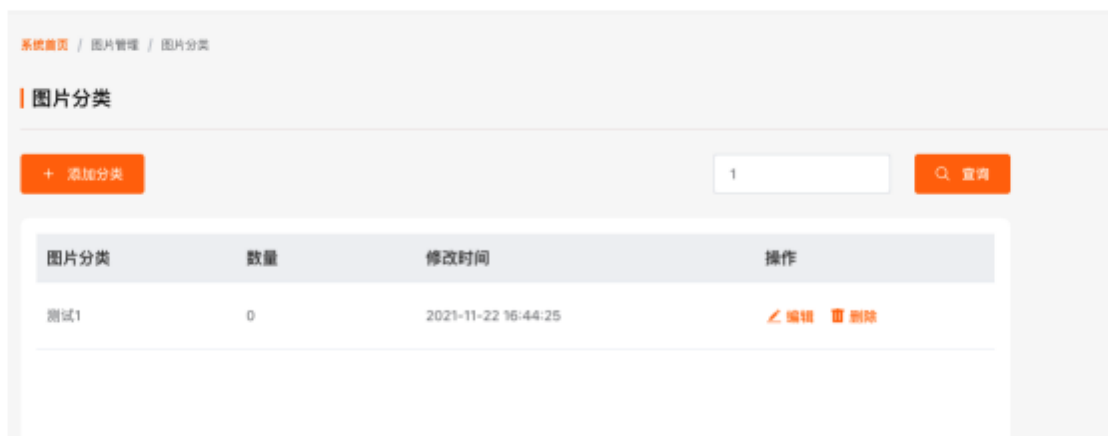 系统首页 / 图片管理 / 图片分类
图片分类
+ 添加分类
1
查询
图片分类 数量 修改时间 操作
测试1 0 2021-11-22 16:44:25 编辑 删除